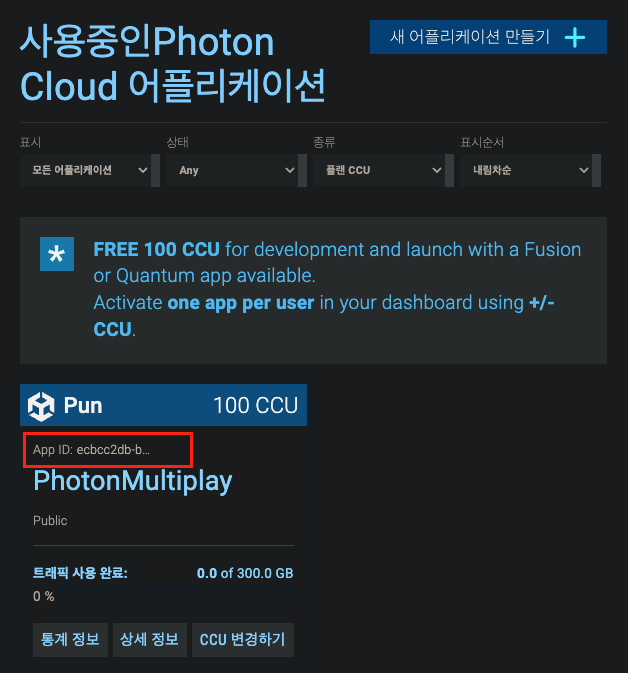 사용중인Photon
Cloud 어플리케이션
새 어플리케이션 만들기
표시 상태 종류 표시순서
모든 어플리케이션 Any 플랜 CCU 내림차순
FREE 100 CCU for development and launch with a Fusion
or Quantum app available.
Activate one app per user in your dashboard using +/-
CCU.
Pun 100 CCU
App ID: ecbcc2db-b...
PhotonMultiplay
Public
트래픽 사용 완료: 0.0 of 300.0 GB
0 %
통계 정보 상세 정보 CCU 변경하기